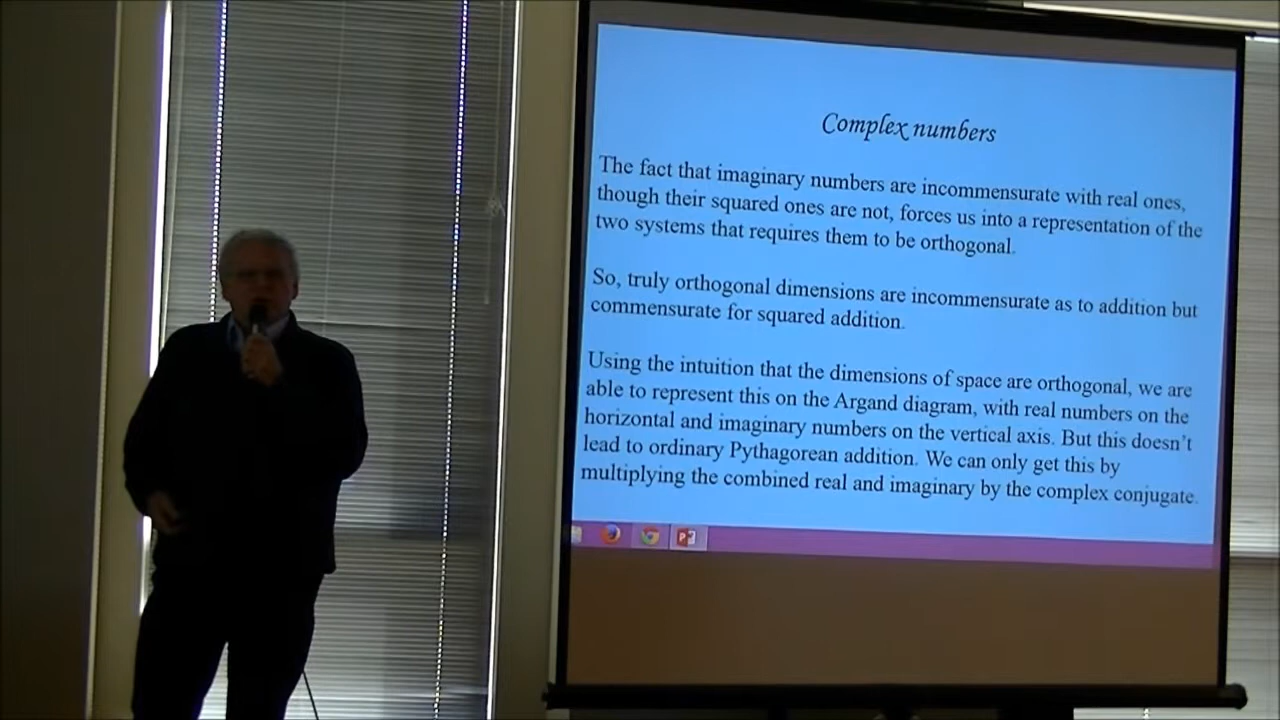 Complex numbers
The fact that imaginary numbers are incommensurate with real ones,
though their squared ones are not, forces us into a representation of the
two systems that requires them to be orthogonal.
So, truly orthogonal dimensions are incommensurate as to addition but
commensurate for squared addition.
Using the intuition that the dimensions of space are orthogonal, we are
able to represent this on the Argand diagram, with real numbers on the
horizontal and imaginary numbers on the vertical axis. But this doesn't
lead to ordinary Pythagorean addition. We can only get this by
multiplying the combined real and imaginary by the complex conjugate.